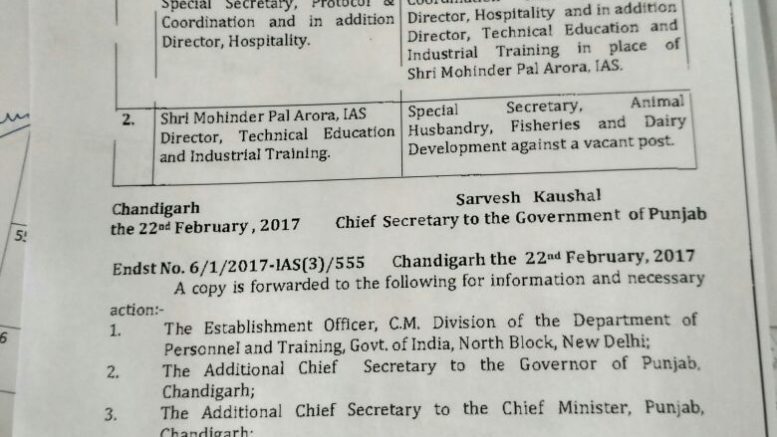 Special Secretary, Protocol &
Coordination and in addition
Director, Hospitality.
Director, Hospitality and in addition
Director, Technical Education and
Industrial Training in place of
Shri Mohinder Pal Arora, IAS.
2.
Shri Mohinder Pal Arora, IAS
Director, Technical Education
and Industrial Training.
Special Secretary, Animal
Husbandry, Fisheries and Dairy
Development against a vacant post.
Chandigarh
the 22nd February, 2017
Sarvesh Kaushal
Chief Secretary to the Government of Punjab
Endst No. 6/1/2017-IAS(3)/555 Chandigarh the 22nd February, 2017
A copy is forwarded to the following for information and necessary
action:-
1. The Establishment Officer, C.M. Division of the Department of
Personnel and Training, Govt. of India, North Block, New Delhi;
2. The Additional Chief Secretary to the Governor of Punjab,
Chandigarh;
3. The Additional Chief Secretary to the Chief Minister, Punjab,
Chandigarh;
6